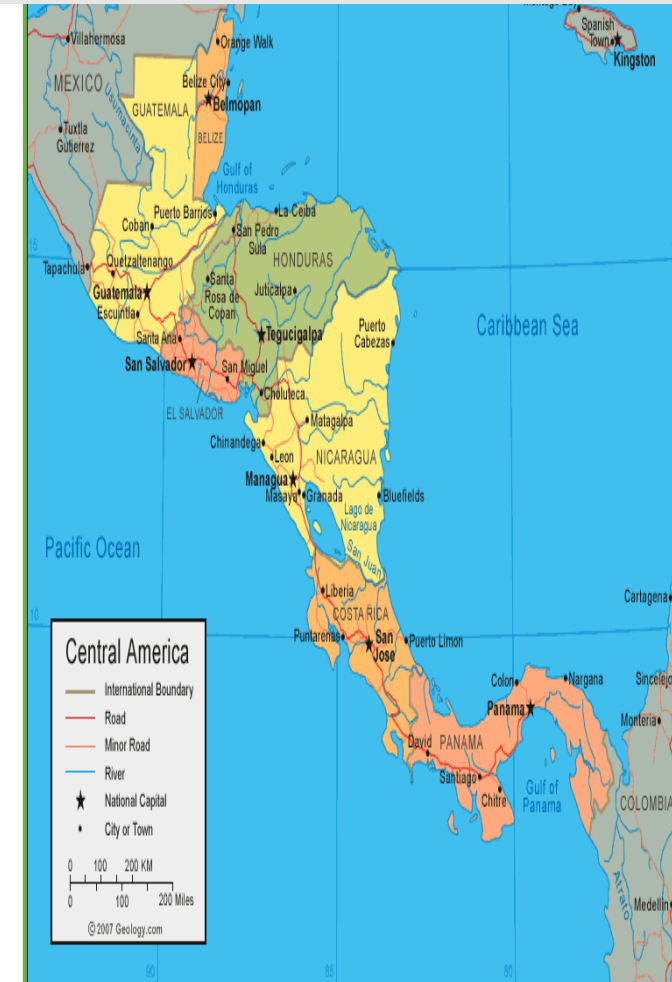 Spanish
Town
Kingston
Villahermosa
Orange Walk
MEXICO
Belize City
GUATEMALA
Belmopan
Usumacinta
Tuxtla
Gutierrez
BELIZE
Gulf of
Honduras
Puerto Barrios
La Ceiba
Coban
San Pedro
Sula
15
Tapachula
Quetzaltenango
HONDURAS
Guatemala
Santa
Rosa de
Copan
Juticalpa
Escuintla
Puerto
Cabezas
Caribbean Sea
Santa Ana
Tegucigalpa
San Salvador
San Miguel
Choluteca
EL SALVADOR
Matagalpa
Chinandega
Leon
NICARAGUA
Managua
Masaya
Granada
Bluefields
Lago de
Nicaragua
Pacific Ocean
San Juan
Liberia
Cartagena
10
COSTA RICA
Puntarenas
San
Jose
Puerto Limon
Colon
Nargana
Sincelejo
Panama
Monteria
David
PANAMA
Santiago
Chitre
Gulf of
Panama
COLOMBIA
Atrato
Medellin
Central America
International Boundary
Road
Minor Road
River
National Capital
City or Town
0 100 200 KM
0 100 200 Miles
© 2007 Geology.com
90 85 80